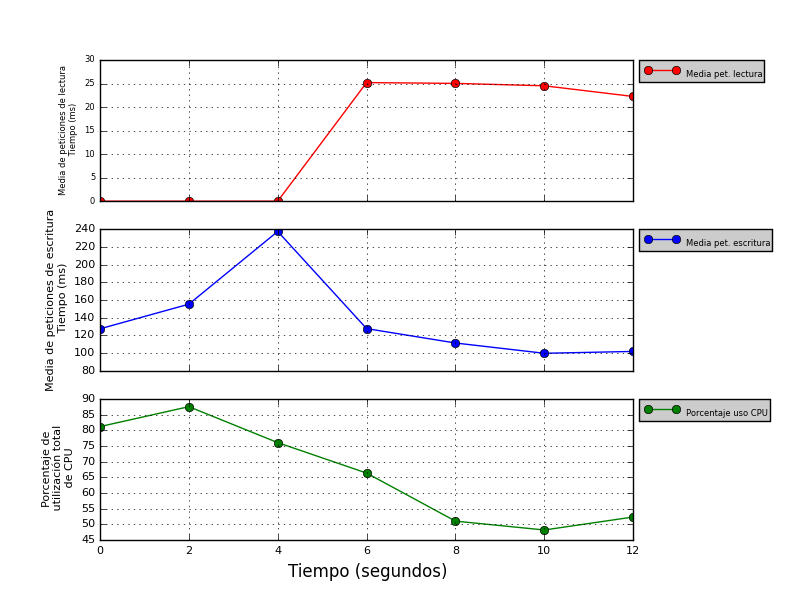 Media de peticiones de lectura
Tiempo (ms)
30
25
20
15
10
5
0
Media pet. lectura
Media de peticiones de escritura
Tiempo (ms)
240
220
200
180
160
140
120
100
80
Media pet. escritura
Porcentaje de
utilización total
de CPU
90
85
80
75
70
65
60
55
50
45
Porcentaje uso CPU
0 2 4 6 8 10 12
Tiempo (segundos)